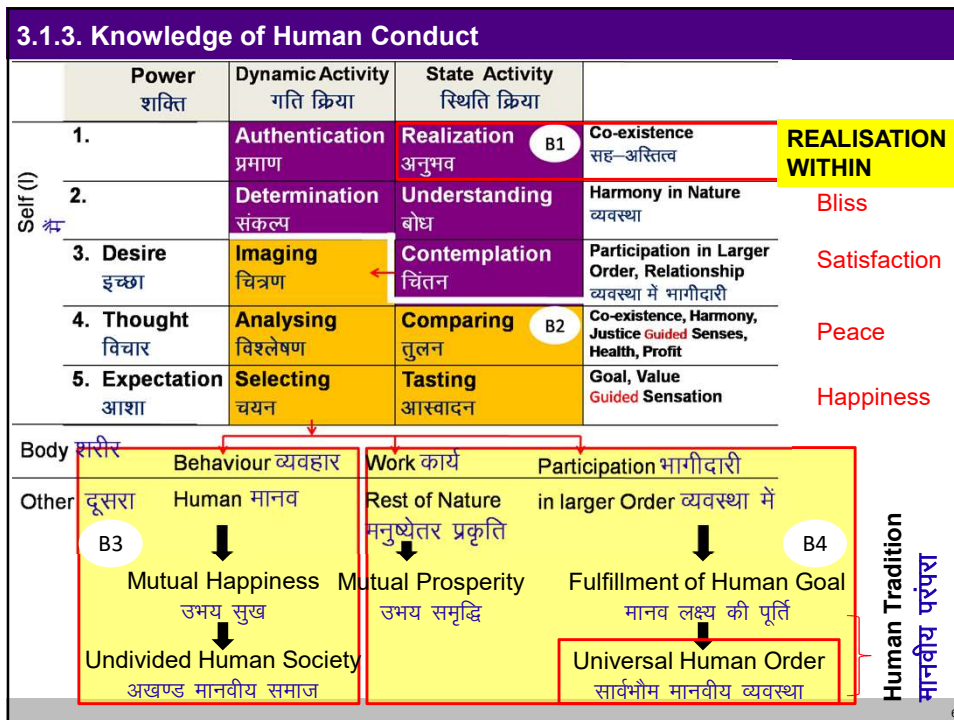 3.1.3. Knowledge of Human Conduct
Power Dynamic Activity State Activity
शक्ति गति क्रिया स्थिति क्रिया
Self (I)
मैं
1. Authentication Realization B1 Co-existence
प्रमाण अनुभव सह–अस्तित्व
REALISATION
WITHIN
2. Determination Understanding Harmony in Nature
संकल्प बोध व्यवस्था
Bliss
3. Desire Imaging Contemplation Participation in Larger
Order, Relationship
इच्छा चित्रण चिंतन व्यवस्था में भागीदारी
Satisfaction
4. Thought Analysing Comparing B2 Co-existence, Harmony,
Justice Guided Senses,
Health, Profit
विचार विश्लेषण तुलन
Peace
5. Expectation Selecting Tasting Goal, Value
Guided Sensation
आशा चयन आस्वादन
Happiness
Body शरीर Behaviour व्यवहार Work कार्य Participation भागीदारी
Other दूसरा Human मानव Rest of Nature in larger Order व्यवस्था में
मनुष्येतर प्रकृति
B3 B4
Mutual Happiness Mutual Prosperity Fulfillment of Human Goal
उभय सुख उभय समृद्धि मानव लक्ष्य की पूर्ति
Undivided Human Society Universal Human Order
अखण्ड मानवीय समाज सार्वभौम मानवीय व्यवस्था
Human Tradition
मानवीय परंपरा
6